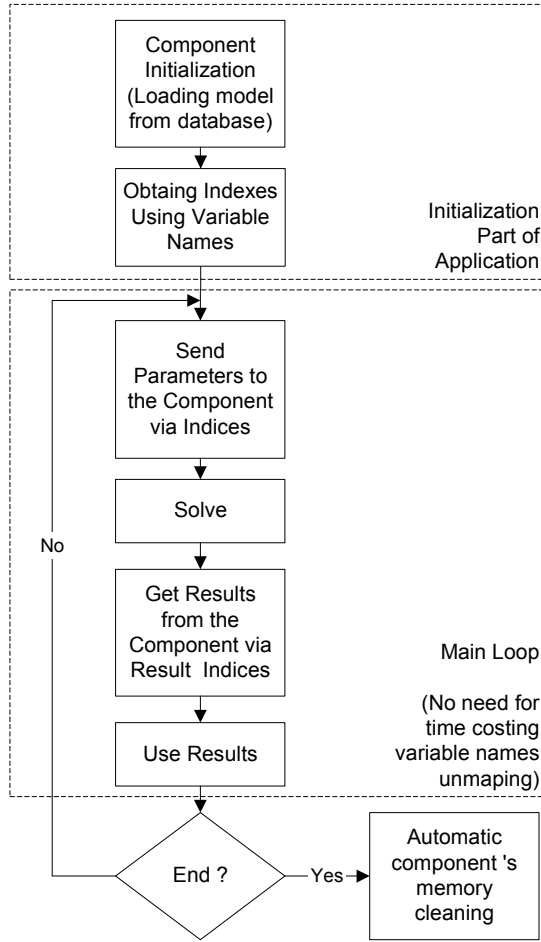 Component
Initialization
(Loading model
from database)
Obtaing Indexes
Using Variable
Names
Initialization
Part of
Application
Send
Parameters to
the Component
via Indices
Solve
No
Get Results
from the
Component via
Result Indices
Main Loop
(No need for
time costing
variable names
unmaping)
Use Results
End ?
Yes
Automatic
component 's
memory
cleaning